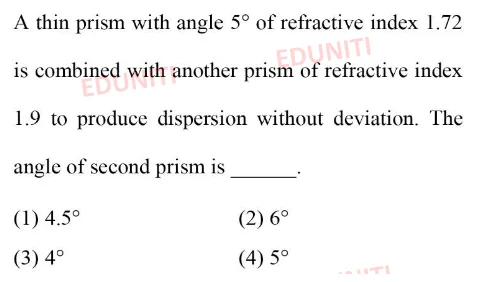 A thin prism with angle 5° of refractive index 1.72
EDUNITI
is combined with another prism of refractive index
EDUNITI
1.9 to produce dispersion without deviation. The
angle of second prism is ______.
(1) 4.5° (2) 6°
(3) 4° (4) 5°